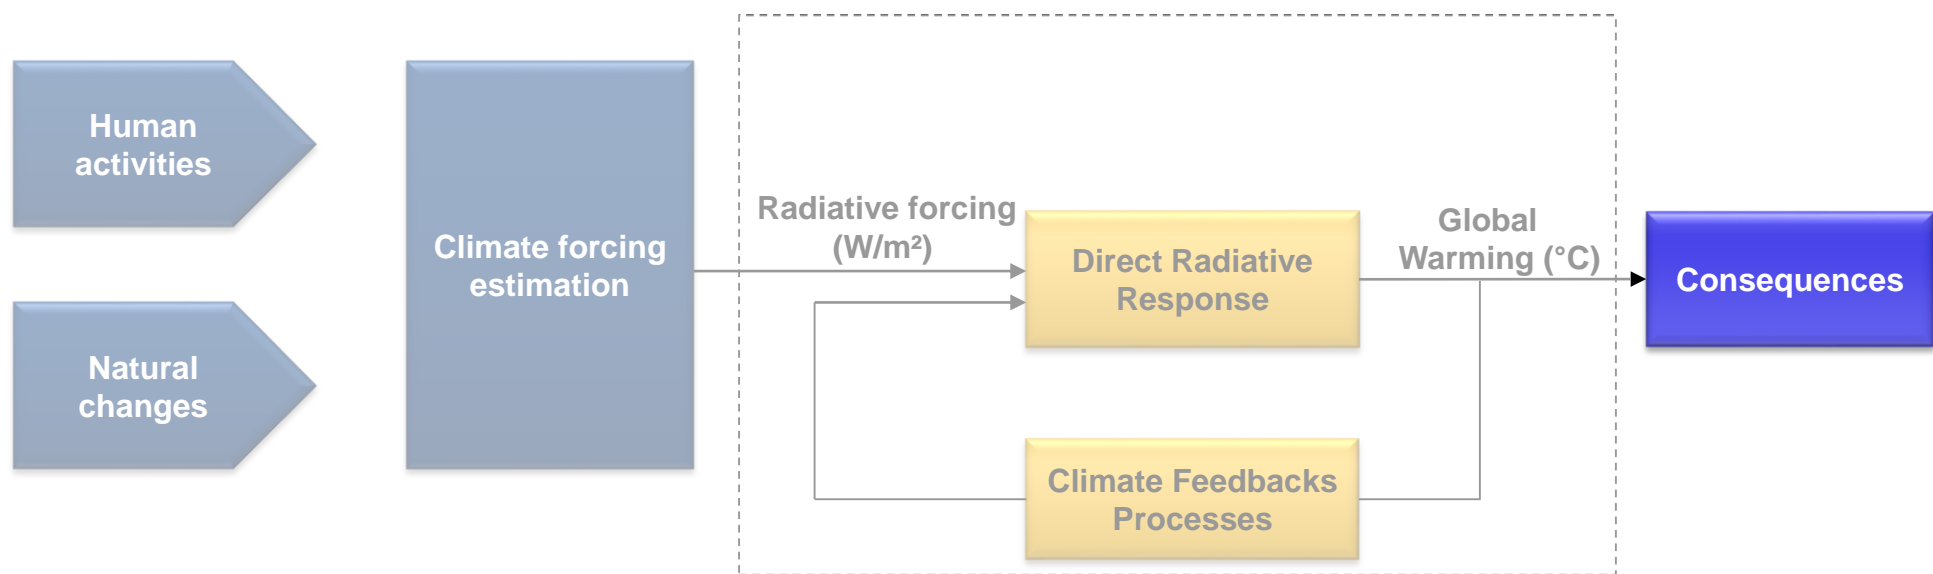 Human
activities
Natural
changes
Climate forcing
estimation
Radiative forcing
(W/m²)
Direct Radiative
Response
Climate Feedbacks
Processes
Global
Warming (°C)
Consequences